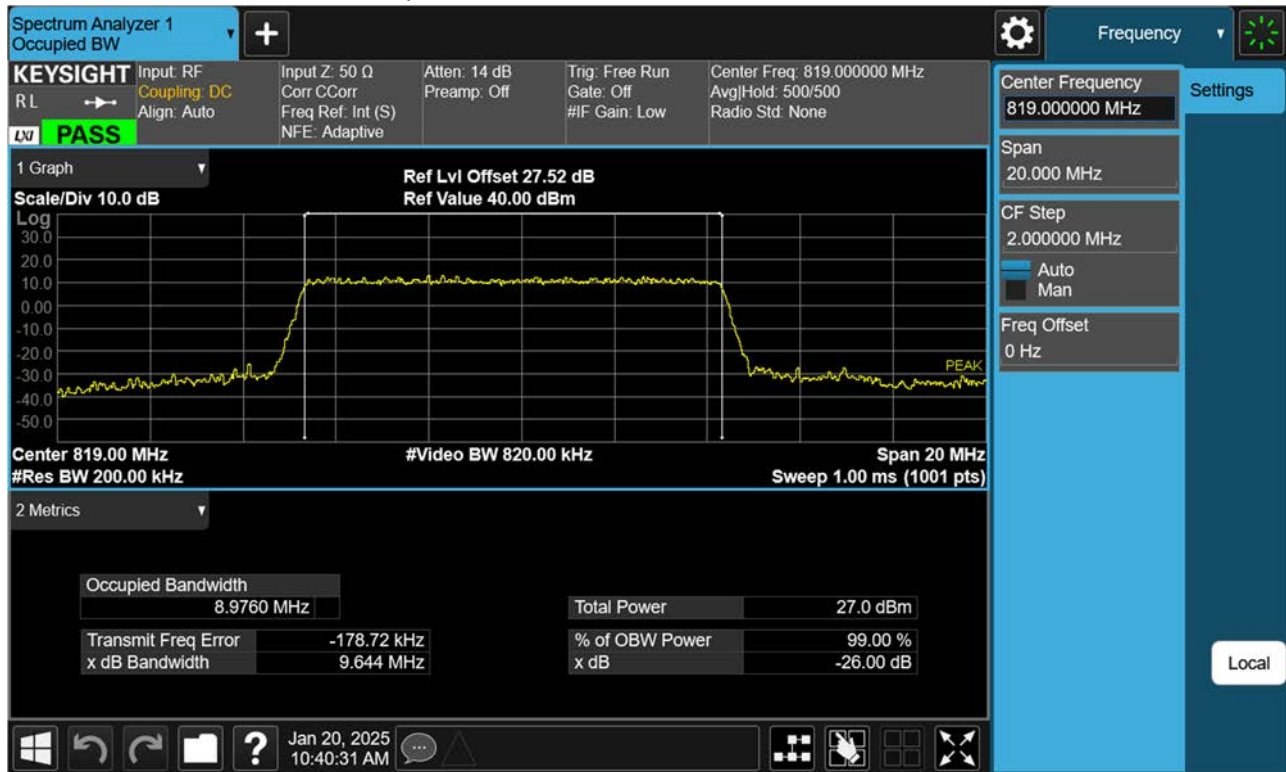 Spectrum Analyzer 1
Occupied BW
Frequency
KEYSIGHT
RL
LXI
PASS
Input: RF
Coupling: DC
Align: Auto
Input Z: 50 Ω
Corr CCorr
Freq Ref: Int (S)
NFE: Adaptive
Atten: 14 dB
Preamp: Off
Trig: Free Run
Gate: Off
#IF Gain: Low
Center Freq: 819.000000 MHz
Avg|Hold: 500/500
Radio Std: None
Center Frequency
819.000000 MHz
Settings
Span
20.000 MHz
CF Step
2.000000 MHz
Auto
Man
Freq Offset
0 Hz
Local
1 Graph
Scale/Div 10.0 dB
Ref Lvl Offset 27.52 dB
Ref Value 40.00 dBm
Log
30.0
20.0
10.0
0.00
-10.0
-20.0
-30.0
-40.0
-50.0
PEAK
Center 819.00 MHz
#Video BW 820.00 kHz
Span 20 MHz
#Res BW 200.00 kHz
Sweep 1.00 ms (1001 pts)
2 Metrics
Occupied Bandwidth
8.9760 MHz
Total Power 27.0 dBm
Transmit Freq Error -178.72 kHz
% of OBW Power 99.00 %
x dB Bandwidth 9.644 MHz
x dB -26.00 dB
?
Jan 20, 2025
10:40:31 AM